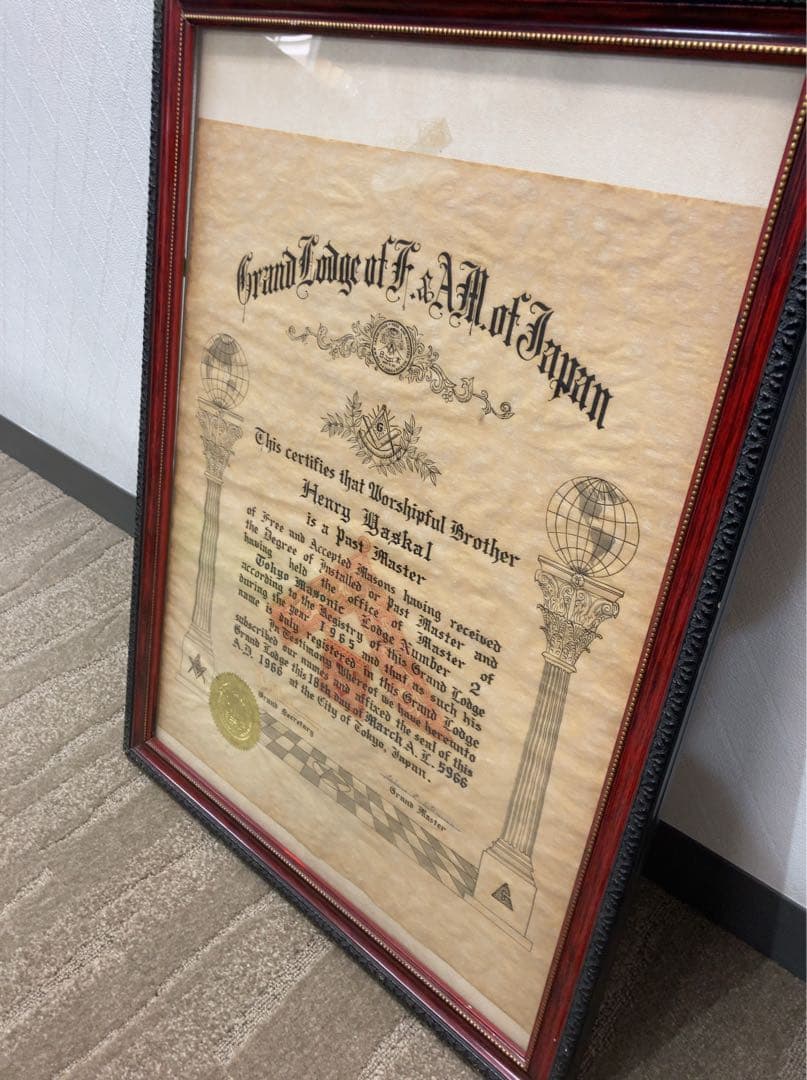 Grand Lodge of F. & A.M. of Japan
G
This certifies that Worshipful Brother
Henry
is a Past Master
of Free and Accepted Masons having received
the Degree of Installed or Past Master and
having held the office of Master of
Tokyo Masonic Lodge Number 2
according to the Registry of this Grand Lodge
during the year 1965 and that as such his
name is duly registered in this Grand Lodge
In Testimony Whereof we have hereunto
subscribed our names and affixed the seal of this
Grand Lodge this 18th day of March A. L. 5966
A.D. 1966 at the City of Tokyo, Japan.
Grand Secretary
Grand Master